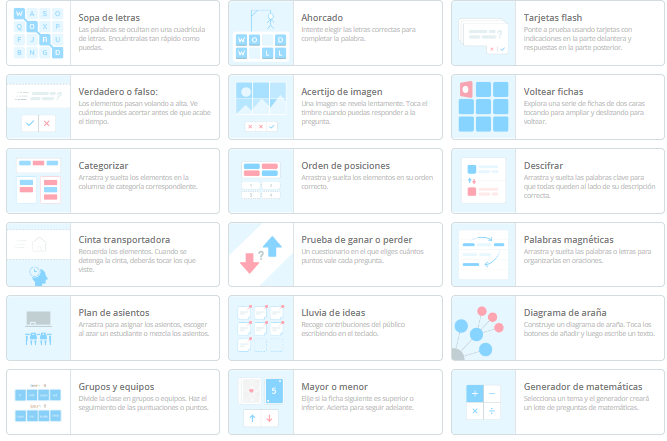 Sopa de letras
Las palabras se ocultan en una cuadrícula
de letras. Encuéntralas tan rápido como
puedas.
Ahorcado
Intente elegir las letras correctas para
completar la palabra.
Tarjetas flash
Ponte a prueba usando tarjetas con
indicaciones en la parte delantera y
respuestas en la parte posterior.
Verdadero o falso:
Los elementos pasan volando a alta. Ve
cuántos puedes acertar antes de que acabe
el tiempo.
Acertijo de imagen
Una imagen se revela lentamente. Toca el
timbre cuando puedas responder a la
pregunta.
Voltear fichas
Explora una serie de fichas de dos caras
tocando para ampliar y deslizando para
voltear.
Categorizar
Arrastra y suelta los elementos en la
columna de categoría correspondiente.
Orden de posiciones
Arrastra y suelta los elementos en su orden
correcto.
Descifrar
Arrastra y suelta las palabras clave para
que todas queden al lado de su descripción
correcta.
Cinta transportadora
Recuerda los elementos. Cuando se
detenga la cinta, deberás tocar los que
viste.
Prueba de ganar o perder
Un cuestionario en el que eliges cuántos
puntos vale cada pregunta.
Palabras magnéticas
Arrastra y suelta las palabras o letras para
organizarlas en oraciones.
Plan de asientos
Arrastra para asignar los asientos, escoger
al azar un estudiante o mezcla los asientos.
Lluvia de ideas
Recoge contribuciones del público
escribiendo en el teclado.
Diagrama de araña
Construye un diagrama de araña. Toca los
botones de añadir y luego escribe un texto.
Grupos y equipos
Divide la clase en grupos o equipos. Haz el
seguimiento de las puntuaciones o puntos.
Mayor o menor
Elije si la ficha siguiente es superior o
inferior. Acierta para seguir adelante.
Generador de matemáticas
Selecciona un tema y el generador creará
un lote de preguntas de matemáticas.